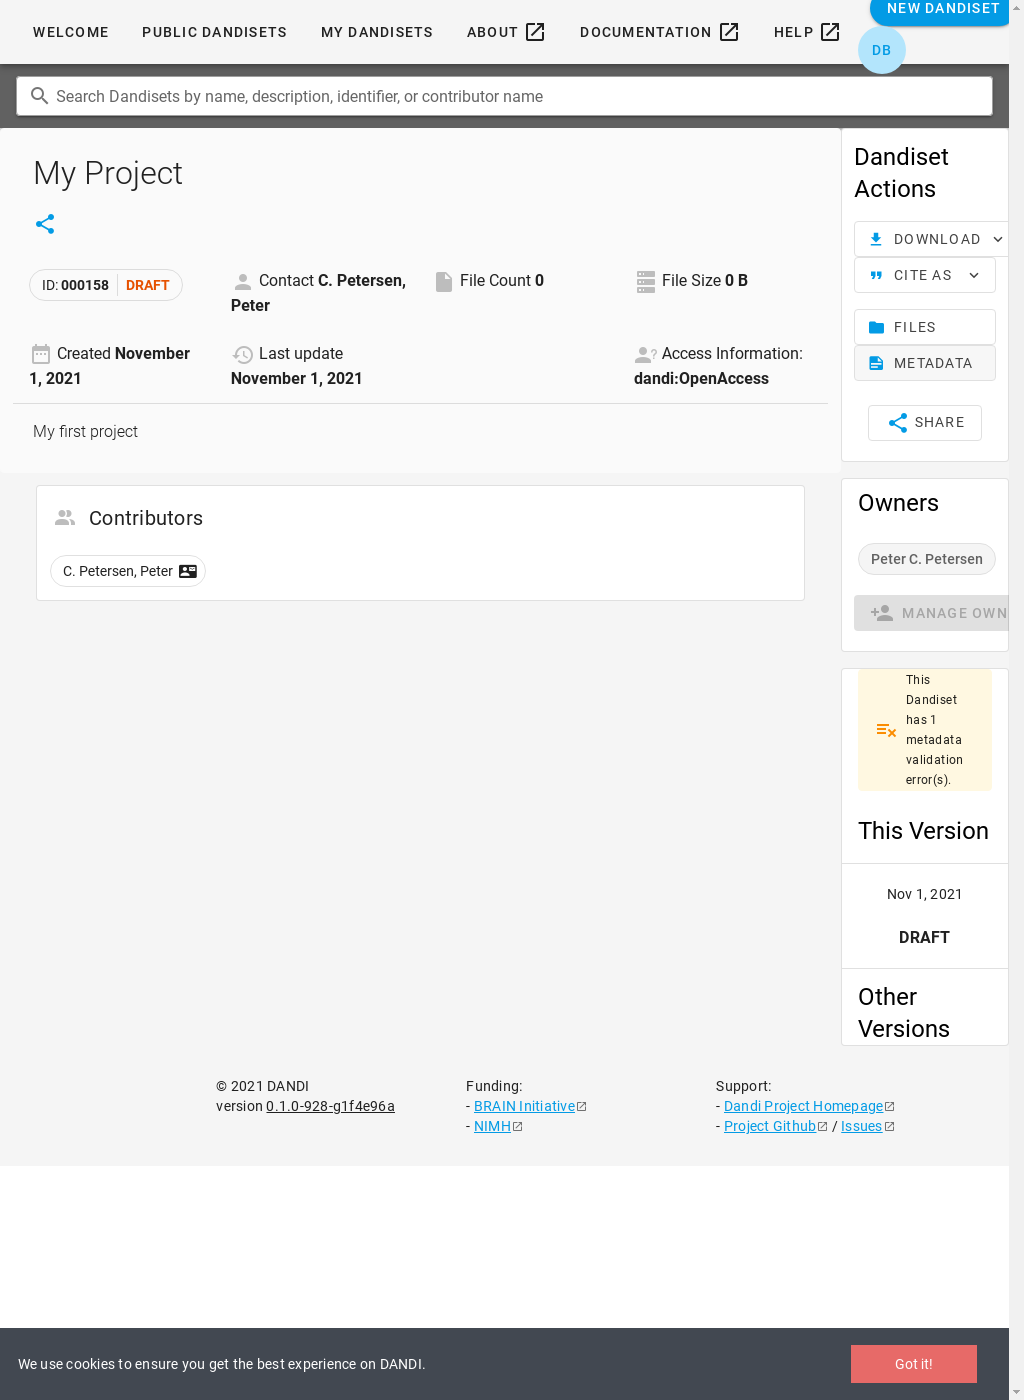 WELCOME PUBLIC DANDISETS MY DANDISETS ABOUT DOCUMENTATION HELP NEW DANDISET
DB
Search Dandisets by name, description, identifier, or contributor name
My Project
ID: 000158 DRAFT
Contact C. Petersen, Peter
File Count 0
File Size 0 B
Created November 1, 2021
Last update November 1, 2021
Access Information: dandi:OpenAccess
My first project
Contributors
C. Petersen, Peter
Dandiset
Actions
DOWNLOAD
CITE AS
FILES
METADATA
SHARE
Owners
Peter C. Petersen
MANAGE OWN
This
Dandiset
has 1
metadata
validation
error(s).
This Version
Nov 1, 2021
DRAFT
Other
Versions
© 2021 DANDI
version 0.1.0-928-g1f4e96a
Funding:
- BRAIN Initiative
- NIMH
Support:
- Dandi Project Homepage
- Project Github / Issues
We use cookies to ensure you get the best experience on DANDI.
Got it!